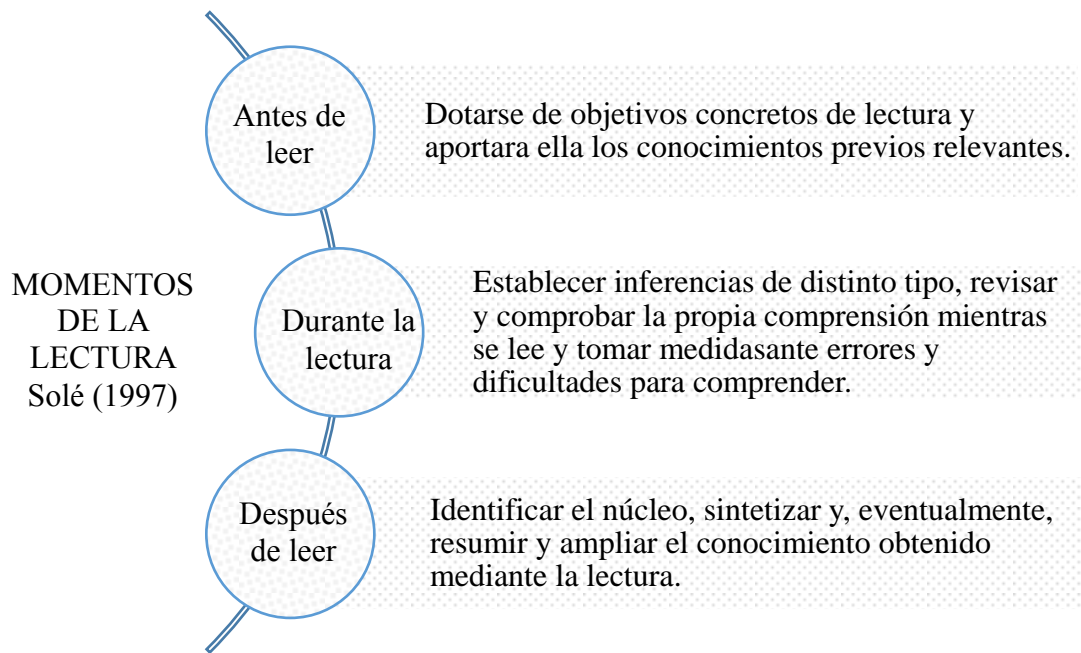 MOMENTOS
DE LA
LECTURA
Solé (1997)
Antes de
leer
Dotarse de objetivos concretos de lectura y
aportara ella los conocimientos previos relevantes.
Durante la
lectura
Establecer inferencias de distinto tipo, revisar
y comprobar la propia comprensión mientras
se lee y tomar medidasante errores y
dificultades para comprender.
Después
de leer
Identificar el núcleo, sintetizar y, eventualmente,
resumir y ampliar el conocimiento obtenido
mediante la lectura.